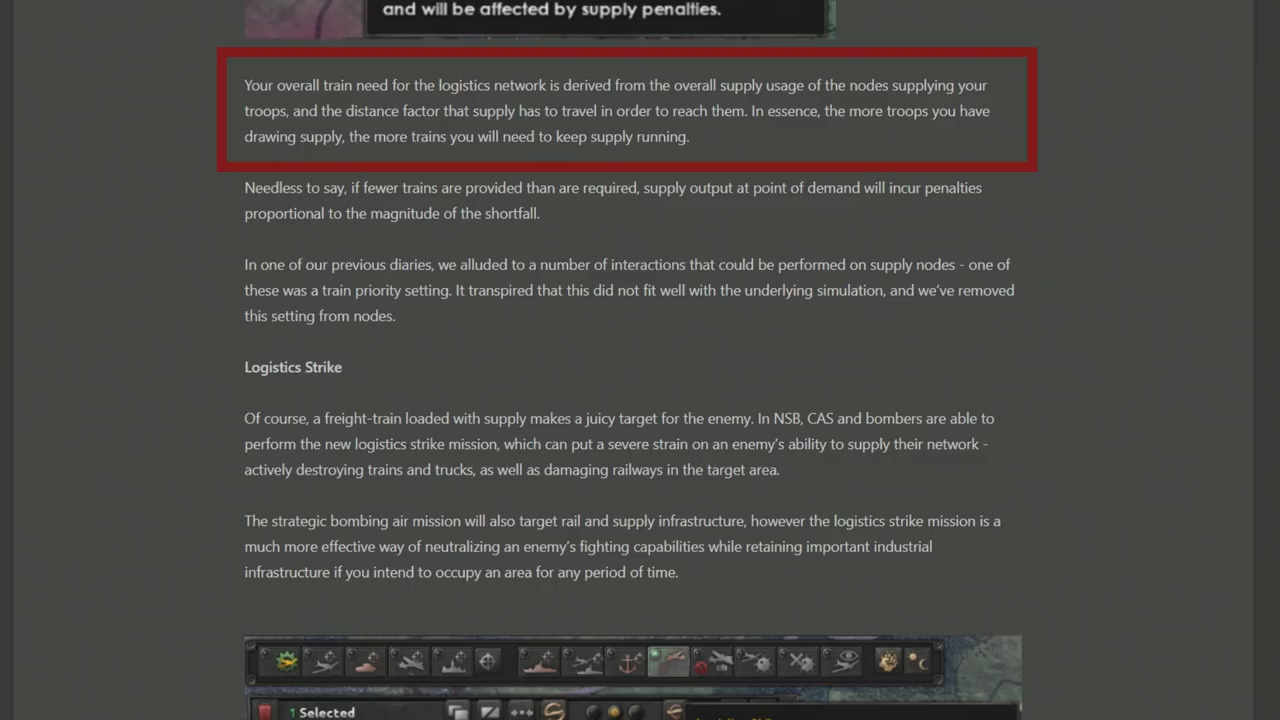 and will be affected by supply penalties.
Your overall train need for the logistics network is derived from the overall supply usage of the nodes supplying your
troops, and the distance factor that supply has to travel in order to reach them. In essence, the more troops you have
drawing supply, the more trains you will need to keep supply running.
Needless to say, if fewer trains are provided than are required, supply output at point of demand will incur penalties
proportional to the magnitude of the shortfall.
In one of our previous diaries, we alluded to a number of interactions that could be performed on supply nodes - one of
these was a train priority setting. It transpired that this did not fit well with the underlying simulation, and we’ve removed
this setting from nodes.
Logistics Strike
Of course, a freight-train loaded with supply makes a juicy target for the enemy. In NSB, CAS and bombers are able to
perform the new logistics strike mission, which can put a severe strain on an enemy’s ability to supply their network -
actively destroying trains and trucks, as well as damaging railways in the target area.
The strategic bombing air mission will also target rail and supply infrastructure, however the logistics strike mission is a
much more effective way of neutralizing an enemy’s fighting capabilities while retaining important industrial
infrastructure if you intend to occupy an area for any period of time.
1 Selected